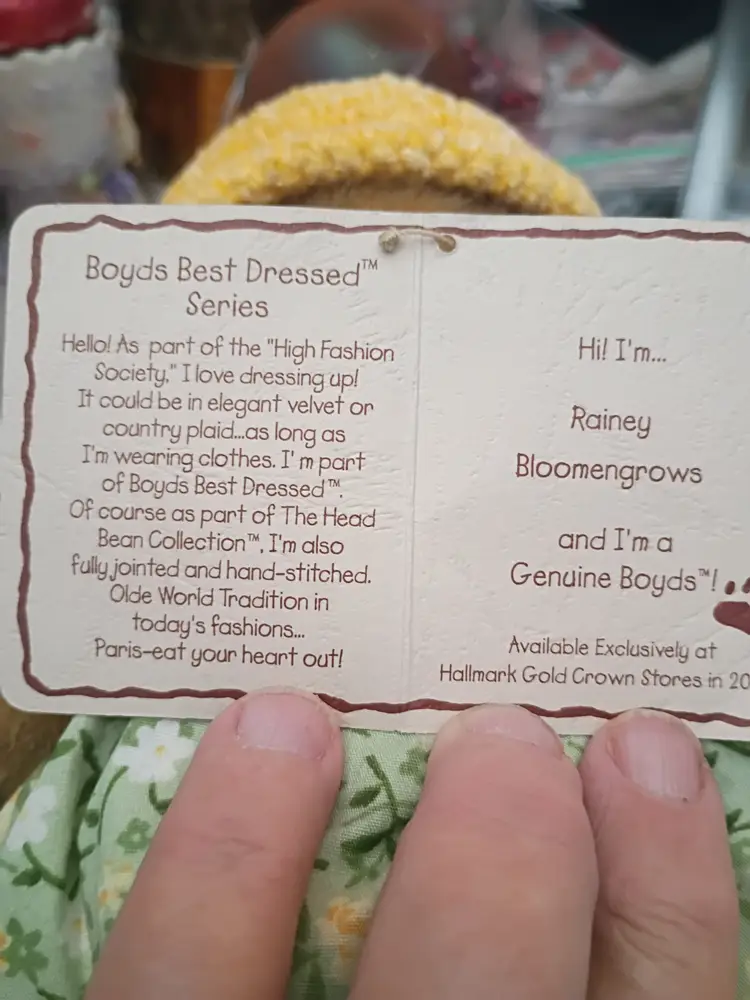 Boyds Best Dressed™
Series
Hello! As part of the "High Fashion
Society," I love dressing up!
It could be in elegant velvet or
country plaid...as long as
I'm wearing clothes. I' m part
of Boyds Best Dressed™.
Of course as part of The Head
Bean Collection™, I'm also
fully jointed and hand-stitched.
Olde World Tradition in
today's fashions...
Paris-eat your heart out!
Hi! I'm...
Rainey
Bloomengrows
and I'm a
Genuine Boyds™!
Available Exclusively at
Hallmark Gold Crown Stores in 20